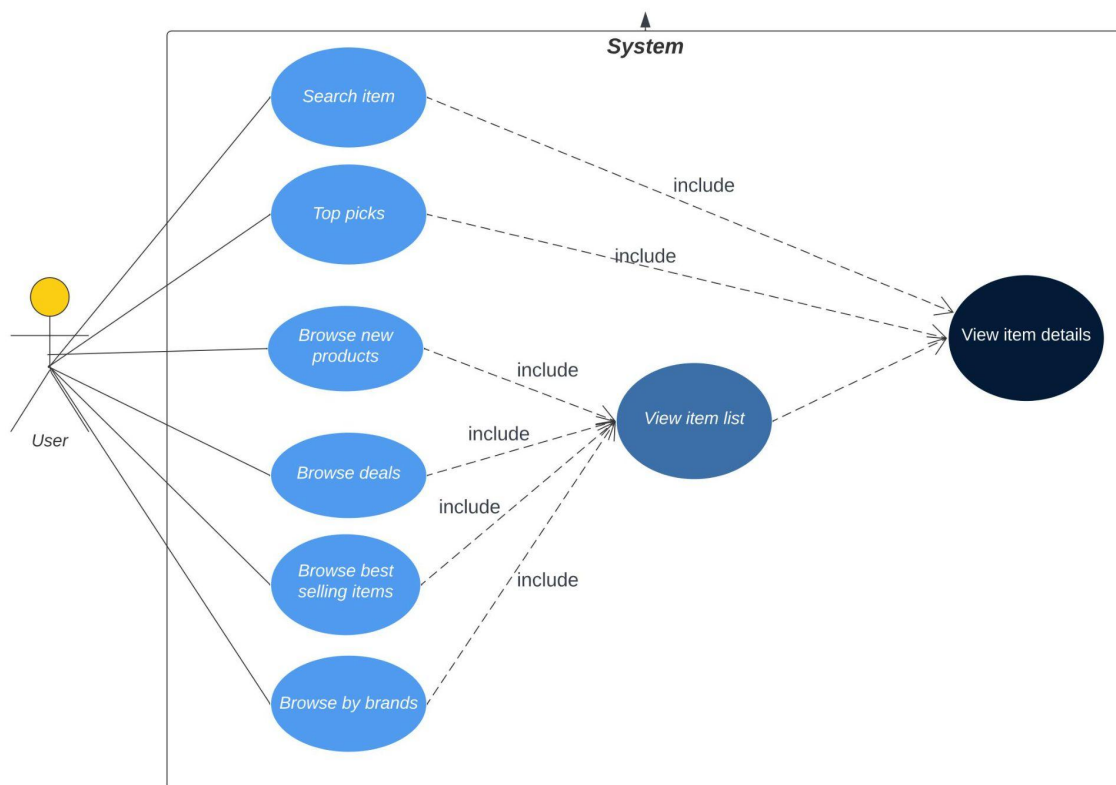 System
Search item
include
Top picks
include
View item details
Browse new
products
include
View item list
include
User
Browse deals
include
Browse best
selling items
include
Browse by brands